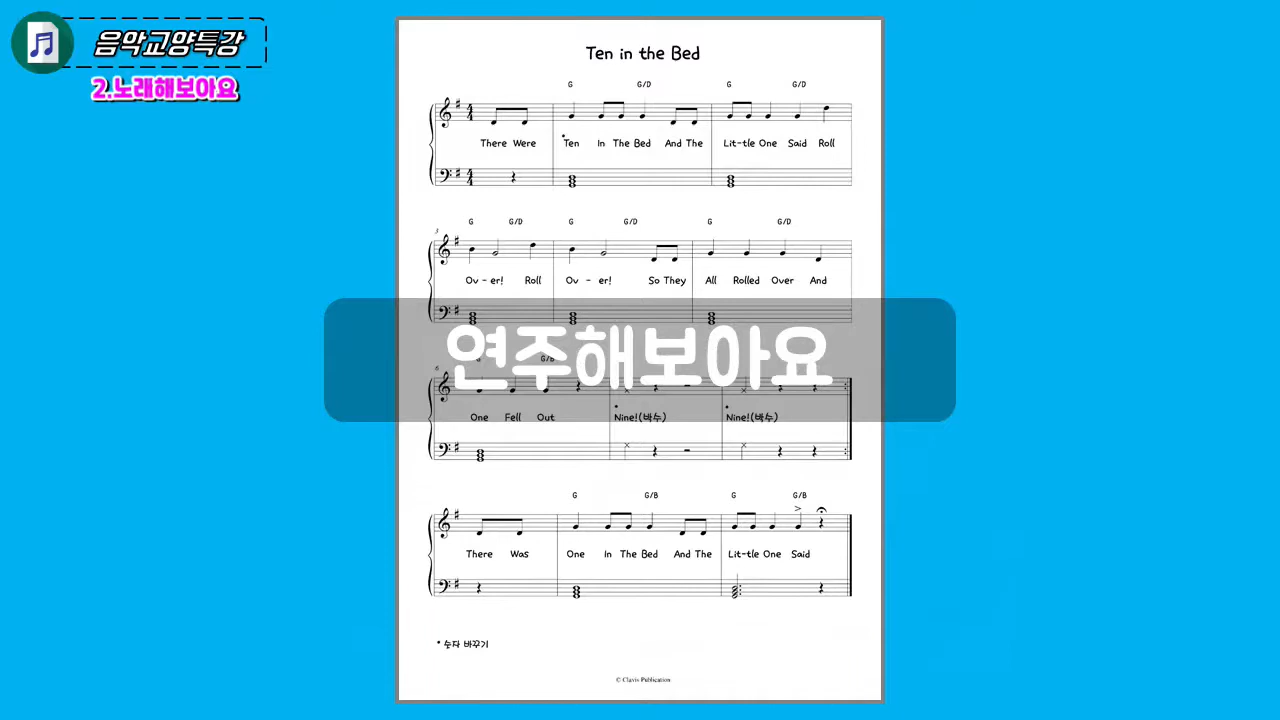 음악교양특강
2.노래해보아요
Ten in the Bed
G G/D G G/D
There Were *Ten In The Bed And The Lit-tle One Said Roll
3
G G/D G G/D G G/D
Ov - er! Roll Ov - er! So They All Rolled Over And
연주해보아요
6
G/B
One Fell Out Nine!(박수) Nine!(박수)
G G/B G G/B
There Was One In The Bed And The Lit-tle One Said
* 숫자 바꾸기
© Clavis Publication